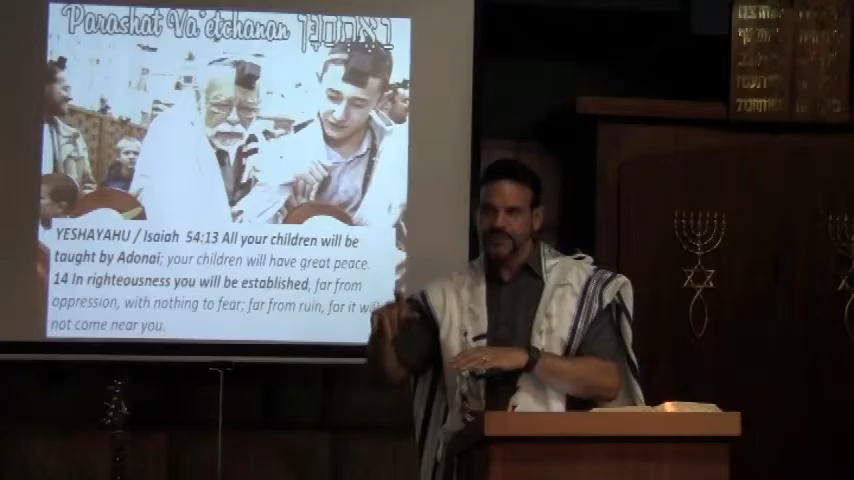 Parashat Va'etchanan וָאֶתְחַנַּן
YESHAYAHU / Isaiah 54:13 All your children will be
taught by Adonai; your children will have great peace.
14 In righteousness you will be established, far from
oppression, with nothing to fear; far from ruin, for it
not come near you.